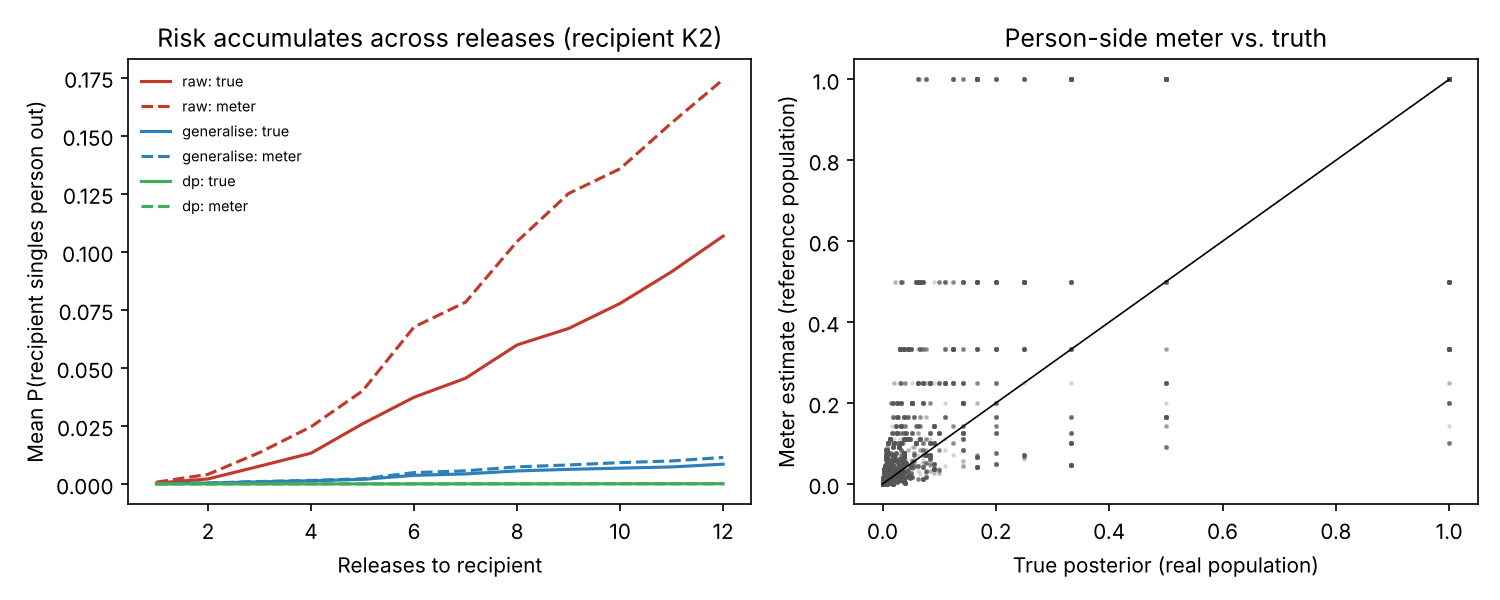 Risk accumulates across releases (recipient K2)
Mean P(recipient singles person out)
0.175
0.150
0.125
0.100
0.075
0.050
0.025
0.000
raw: true
raw: meter
generalise: true
generalise: meter
dp: true
dp: meter
2 4 6 8 10 12
Releases to recipient
Person-side meter vs. truth
Meter estimate (reference population)
1.0
0.8
0.6
0.4
0.2
0.0
0.0 0.2 0.4 0.6 0.8 1.0
True posterior (real population)